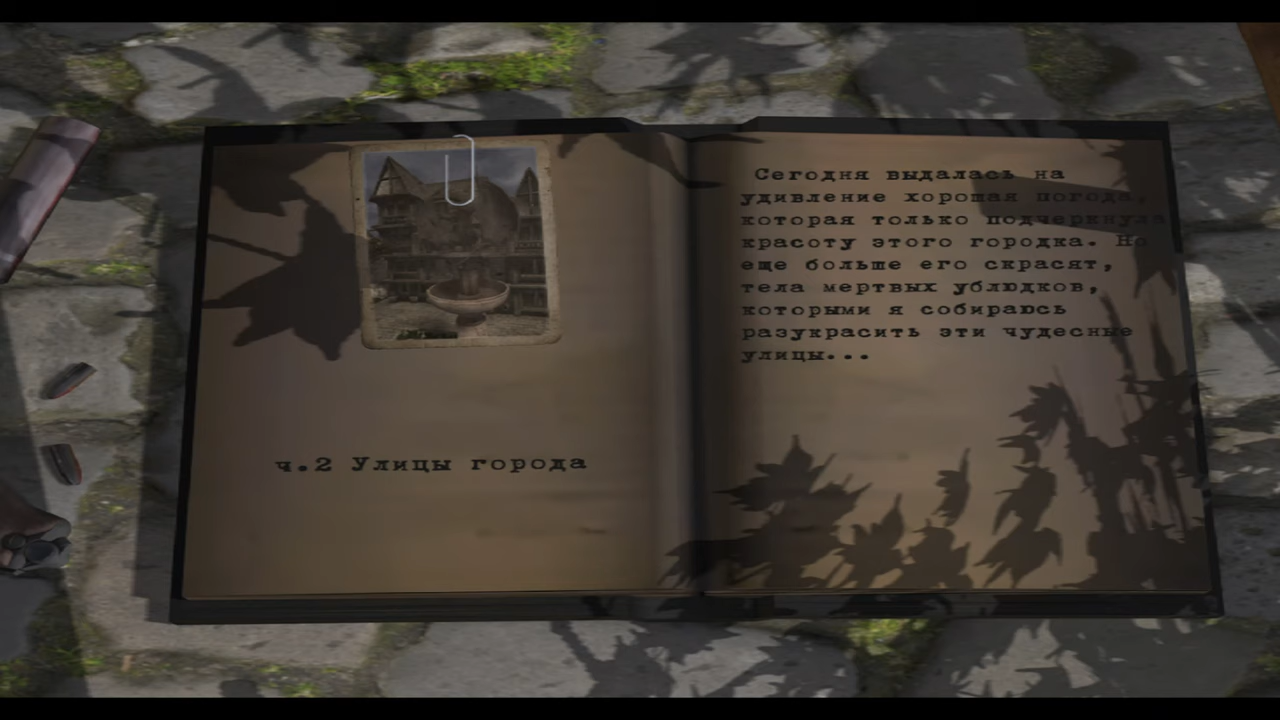 ч.2 Улицы города
Сегодня выдалась на
удивление хорошая погода,
которая только подчеркнула
красоту этого городка. Но
еще больше его скрасят,
тела мертвых ублюдков,
которыми я собираюсь
разукрасить эти чудесные
улицы...